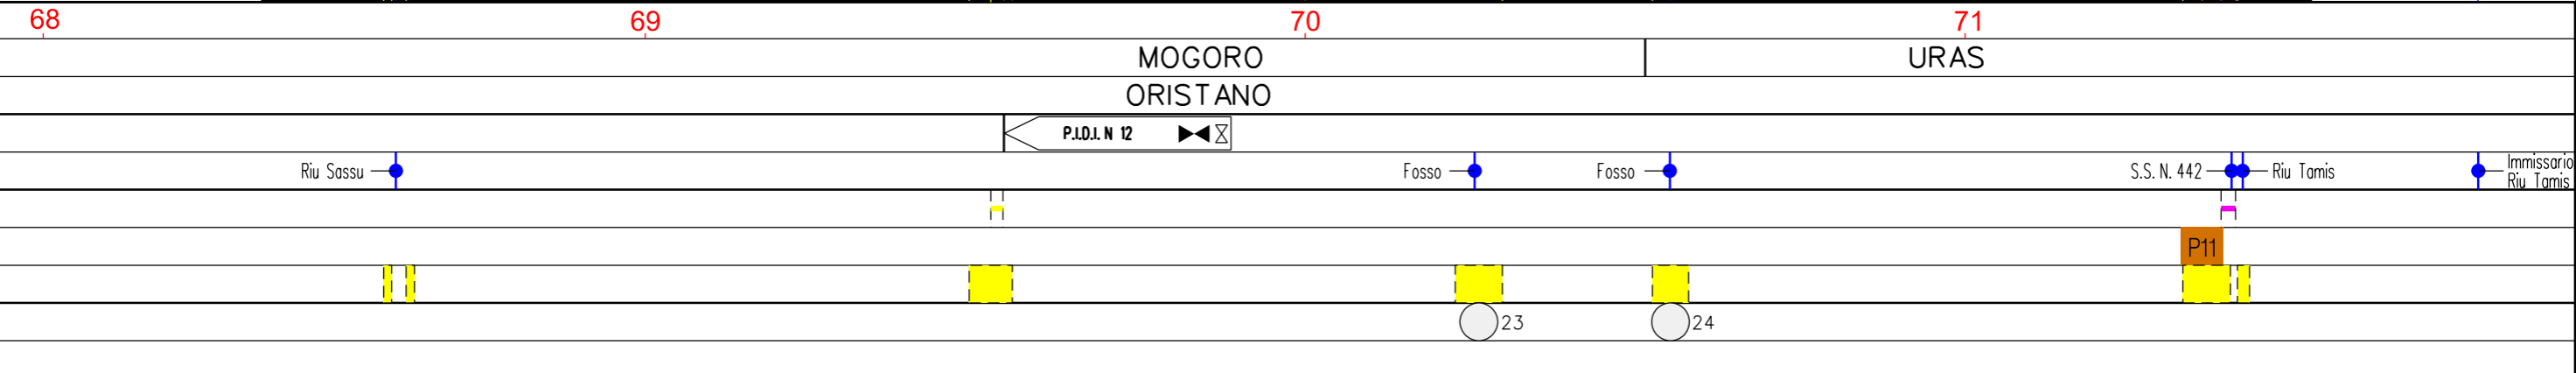 68 69 70 71
MOGORO URAS
ORISTANO
P.I.D.I. N 12
Riu Sassu Fosso Fosso S.S. N. 442 Riu Tamis Immissario
Riu Tamis
P11
23 24